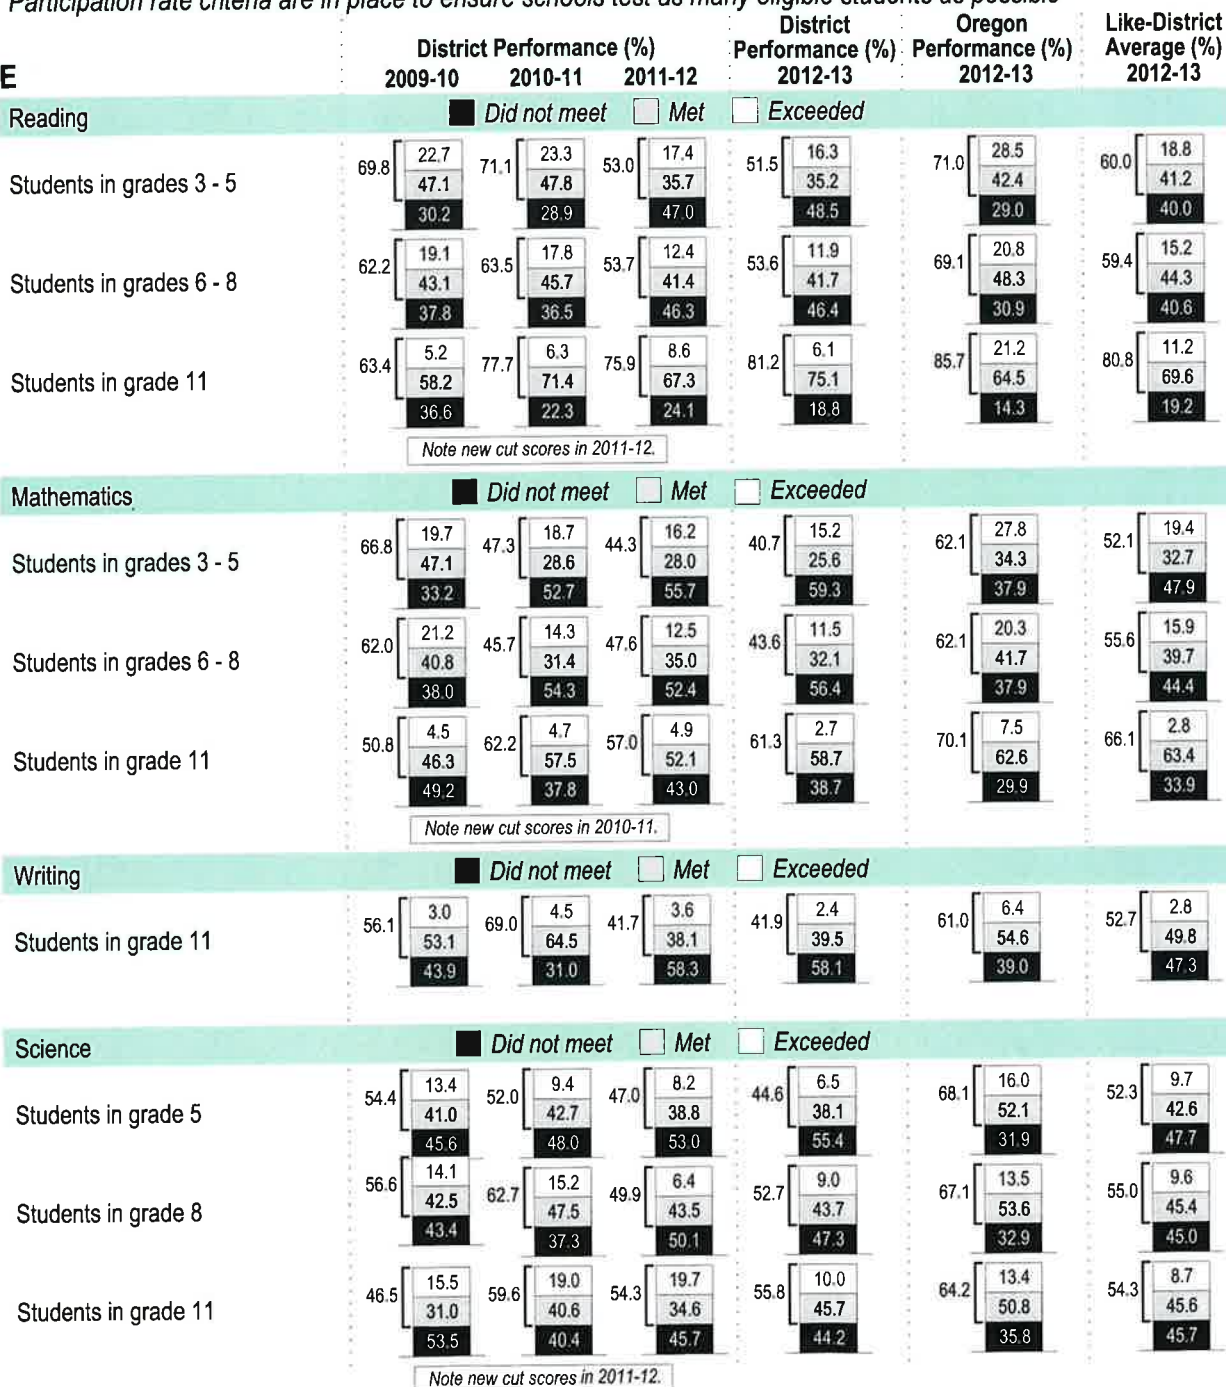 Participation rate criteria are in place to ensure schools test as many eligible students as possible
E
District Performance (%)
2009-10 2010-11 2011-12
District Performance (%) 2012-13
Oregon Performance (%) 2012-13
Like-District Average (%) 2012-13
Reading Did not meet Met Exceeded
Students in grades 3 - 5
69.8 22.7 47.1 30.2
71.1 23.3 47.8 28.9
53.0 17.4 35.7 47.0
51.5 16.3 35.2 48.5
71.0 28.5 42.4 29.0
60.0 18.8 41.2 40.0
Students in grades 6 - 8
62.2 19.1 43.1 37.8
63.5 17.8 45.7 36.5
53.7 12.4 41.4 46.3
53.6 11.9 41.7 46.4
69.1 20.8 48.3 30.9
59.4 15.2 44.3 40.6
Students in grade 11
63.4 5.2 58.2 36.6
77.7 6.3 71.4 22.3
75.9 8.6 67.3 24.1
81.2 6.1 75.1 18.8
85.7 21.2 64.5 14.3
80.8 11.2 69.6 19.2
Note new cut scores in 2011-12.
Mathematics Did not meet Met Exceeded
Students in grades 3 - 5
66.8 19.7 47.1 33.2
47.3 18.7 28.6 52.7
44.3 16.2 28.0 55.7
40.7 15.2 25.6 59.3
62.1 27.8 34.3 37.9
52.1 19.4 32.7 47.9
Students in grades 6 - 8
62.0 21.2 40.8 38.0
45.7 14.3 31.4 54.3
47.6 12.5 35.0 52.4
43.6 11.5 32.1 56.4
62.1 20.3 41.7 37.9
55.6 15.9 39.7 44.4
Students in grade 11
50.8 4.5 46.3 49.2
62.2 4.7 57.5 37.8
57.0 4.9 52.1 43.0
61.3 2.7 58.7 38.7
70.1 7.5 62.6 29.9
66.1 2.8 63.4 33.9
Note new cut scores in 2010-11.
Writing Did not meet Met Exceeded
Students in grade 11
56.1 3.0 53.1 43.9
69.0 4.5 64.5 31.0
41.7 3.6 38.1 58.3
41.9 2.4 39.5 58.1
61.0 6.4 54.6 39.0
52.7 2.8 49.8 47.3
Science Did not meet Met Exceeded
Students in grade 5
54.4 13.4 41.0 45.6
52.0 9.4 42.7 48.0
47.0 8.2 38.8 53.0
44.6 6.5 38.1 55.4
68.1 16.0 52.1 31.9
52.3 9.7 42.6 47.7
Students in grade 8
56.6 14.1 42.5 43.4
62.7 15.2 47.5 37.3
49.9 6.4 43.5 50.1
52.7 9.0 43.7 47.3
67.1 13.5 53.6 32.9
55.0 9.6 45.4 45.0
Students in grade 11
46.5 15.5 31.0 53.5
59.6 19.0 40.6 40.4
54.3 19.7 34.6 45.7
55.8 10.0 45.7 44.2
64.2 13.4 50.8 35.8
54.3 8.7 45.6 45.7
Note new cut scores in 2011-12.